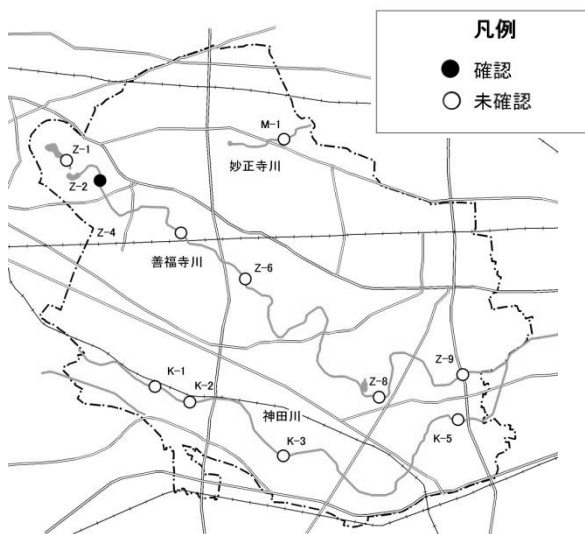 凡例
確認
未確認
M-1
妙正寺川
Z-1
Z-2
Z-4
善福寺川
Z-6
Z-9
K-1
K-2
Z-8
神田川
K-5
K-3